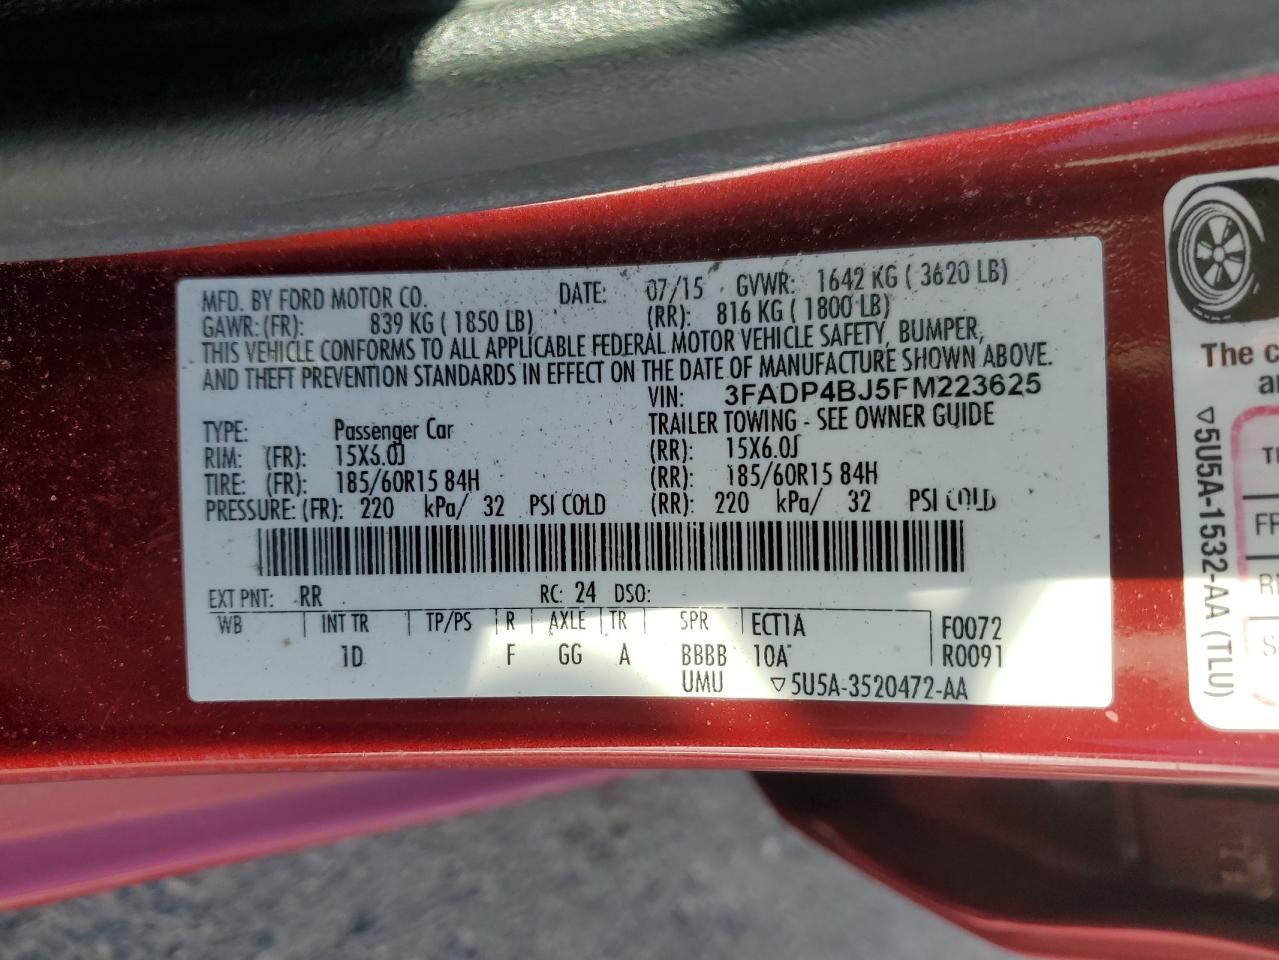 MFD. BY FORD MOTOR CO. DATE: 07/15 GVWR: 1642 KG ( 3620 LB)
GAWR: (FR): 839 KG ( 1850 LB) (RR): 816 KG ( 1800 LB)
THIS VEHICLE CONFORMS TO ALL APPLICABLE FEDERAL MOTOR VEHICLE SAFETY, BUMPER,
AND THEFT PREVENTION STANDARDS IN EFFECT ON THE DATE OF MANUFACTURE SHOWN ABOVE.
VIN: 3FADP4BJ5FM223625
TYPE: Passenger Car TRAILER TOWING - SEE OWNER GUIDE
RIM: (FR): 15X6.0J (RR): 15X6.0J
TIRE: (FR): 185/60R15 84H (RR): 185/60R15 84H
PRESSURE: (FR): 220 kPa/ 32 PSI COLD (RR): 220 kPa/ 32 PSI COLD
EXT PNT: RR RC: 24 DSO:
WB INT TR TP/PS R AXLE TR SPR ECT1A F0072
1D F GG A BBBB 10A R0091
UMU ▽5U5A-3520472-AA
The c
a
▽5U5A-1532-AA (TLU)
FF